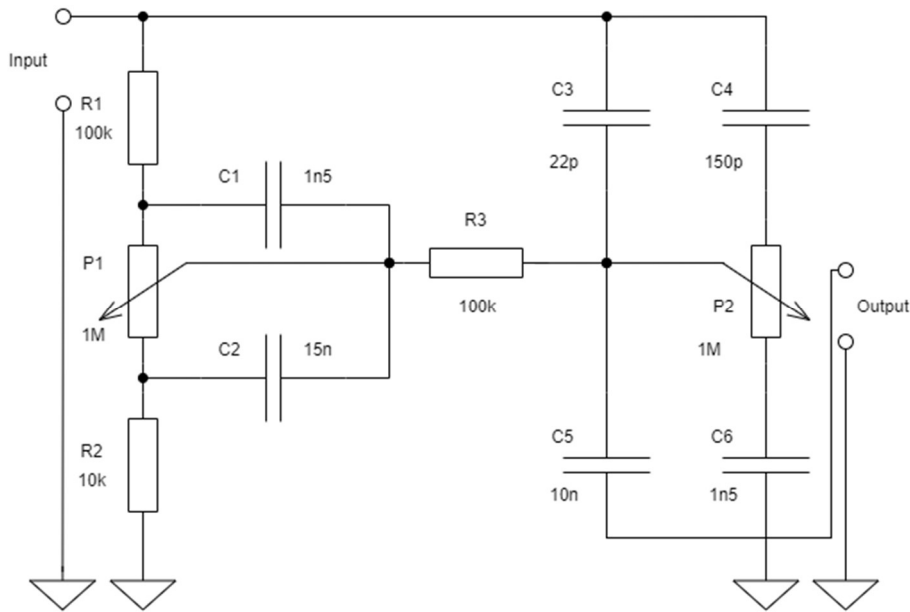 Input
R1
100k
C1
1n5
P1
1M
C2
15n
R2
10k
R3
100k
C3
22p
C4
150p
P2
1M
Output
C5
10n
C6
1n5